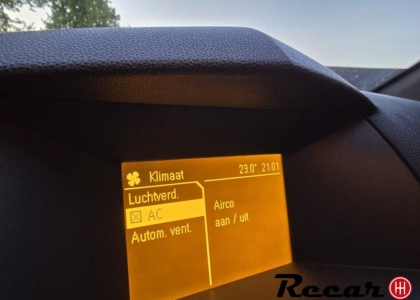 Klimaat
23.0° 21:01
Luchtverd.
AC
Autom. vent.
Airco
aan / uit
Recar